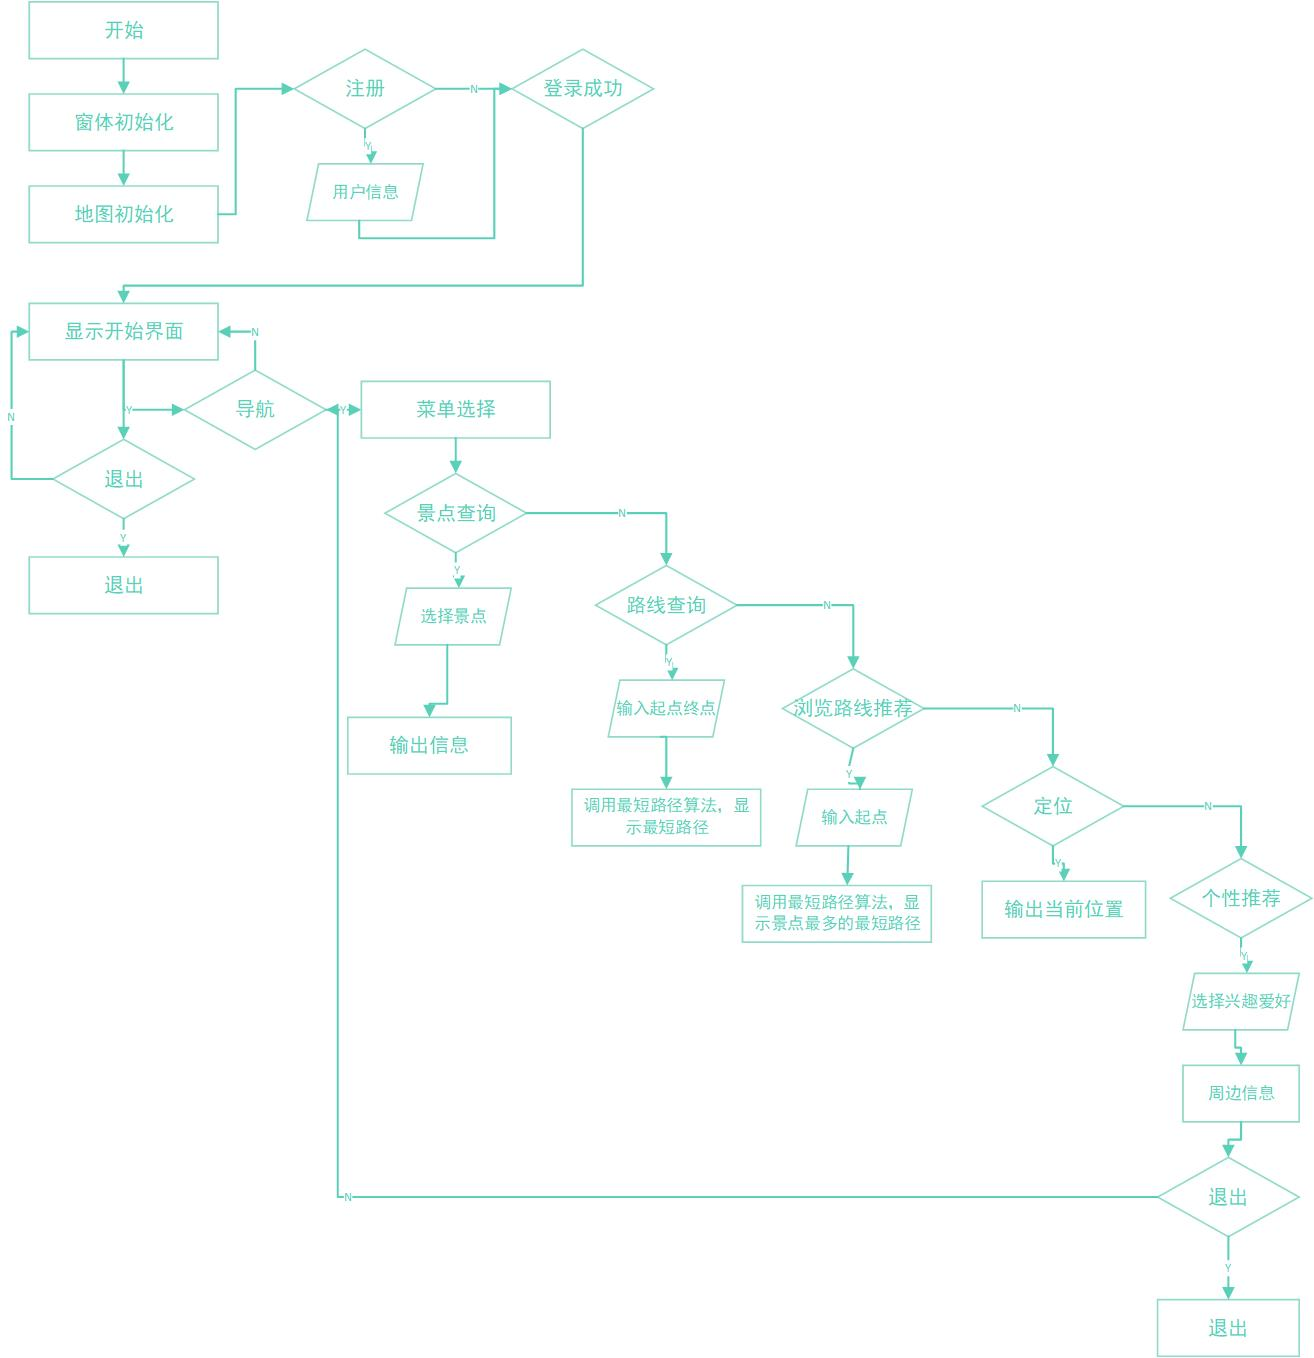 开始
窗体初始化
地图初始化
注册
N
登录成功
Y
用户信息
显示开始界面
N
N
Y
导航
Y
菜单选择
退出
Y
退出
景点查询
N
Y
选择景点
输出信息
路线查询
N
Y
输入起点终点
调用最短路径算法，显
示最短路径
浏览路线推荐
N
Y
输入起点
调用最短路径算法，显
示景点最多的最短路径
定位
N
Y
输出当前位置
个性推荐
Y
选择兴趣爱好
周边信息
退出
N
Y
退出